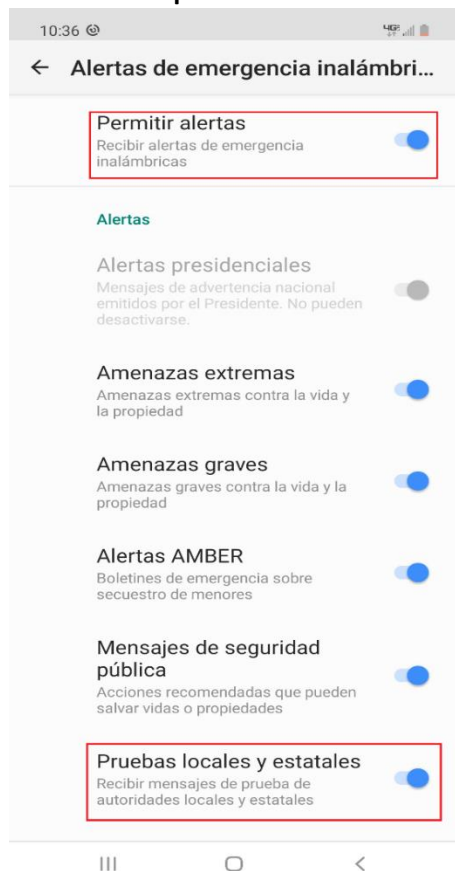 10:36
4GE
Alertas de emergencia inalámbri...
Permitir alertas
Recibir alertas de emergencia
inalámbricas
Alertas
Alertas presidenciales
Mensajes de advertencia nacional
emitidos por el Presidente. No pueden
desactivarse.
Amenazas extremas
Amenazas extremas contra la vida y
la propiedad
Amenazas graves
Amenazas graves contra la vida y la
propiedad
Alertas AMBER
Boletines de emergencia sobre
secuestro de menores
Mensajes de seguridad
pública
Acciones recomendadas que pueden
salvar vidas o propiedades
Pruebas locales y estatales
Recibir mensajes de prueba de
autoridades locales y estatales